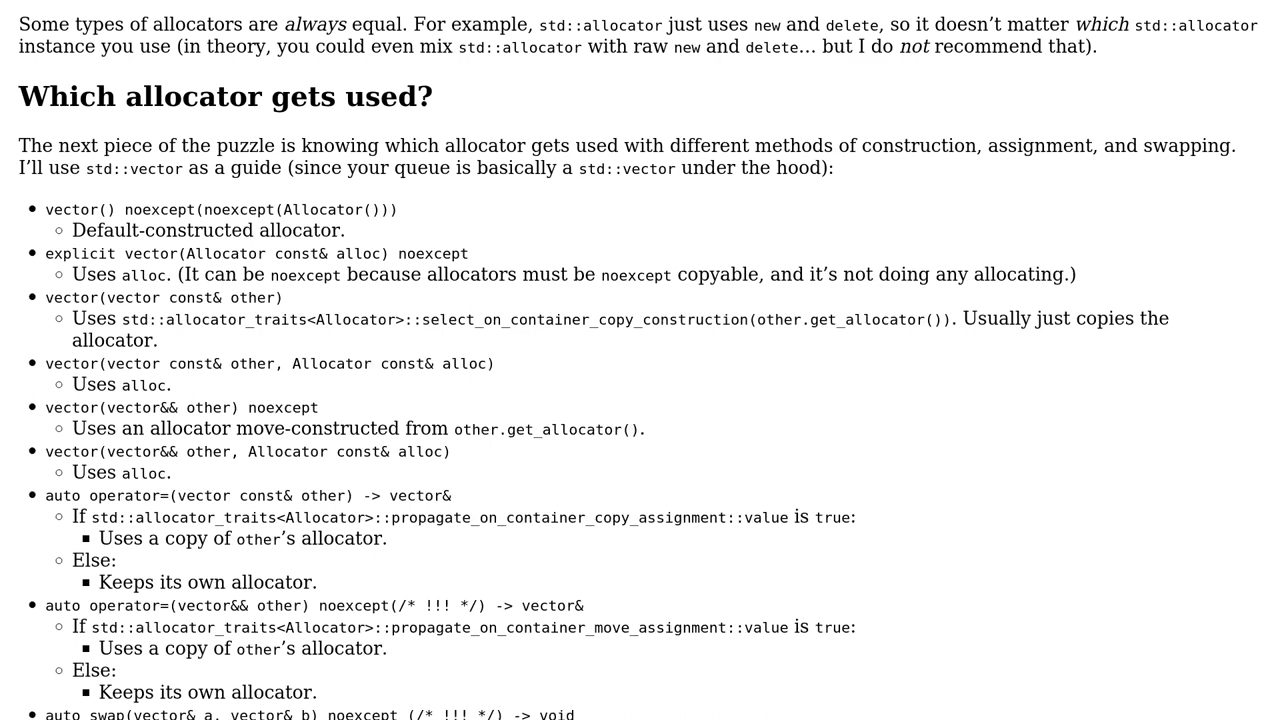 Some types of allocators are always equal. For example, std::allocator just uses new and delete, so it doesn’t matter which std::allocator
instance you use (in theory, you could even mix std::allocator with raw new and delete… but I do not recommend that).
Which allocator gets used?
The next piece of the puzzle is knowing which allocator gets used with different methods of construction, assignment, and swapping.
I’ll use std::vector as a guide (since your queue is basically a std::vector under the hood):
• vector() noexcept(noexcept(Allocator()))
◦ Default-constructed allocator.
• explicit vector(Allocator const& alloc) noexcept
◦ Uses alloc. (It can be noexcept because allocators must be noexcept copyable, and it’s not doing any allocating.)
• vector(vector const& other)
◦ Uses std::allocator_traits<Allocator>::select_on_container_copy_construction(other.get_allocator()). Usually just copies the
allocator.
• vector(vector const& other, Allocator const& alloc)
◦ Uses alloc.
• vector(vector&& other) noexcept
◦ Uses an allocator move-constructed from other.get_allocator().
• vector(vector&& other, Allocator const& alloc)
◦ Uses alloc.
• auto operator=(vector const& other) -> vector&
◦ If std::allocator_traits<Allocator>::propagate_on_container_copy_assignment::value is true:
▪ Uses a copy of other’s allocator.
◦ Else:
▪ Keeps its own allocator.
• auto operator=(vector&& other) noexcept(/* !!! */) -> vector&
◦ If std::allocator_traits<Allocator>::propagate_on_container_move_assignment::value is true:
▪ Uses a copy of other’s allocator.
◦ Else:
▪ Keeps its own allocator.
• auto swap(vector& a, vector& b) noexcept (/* !!! */) -> void